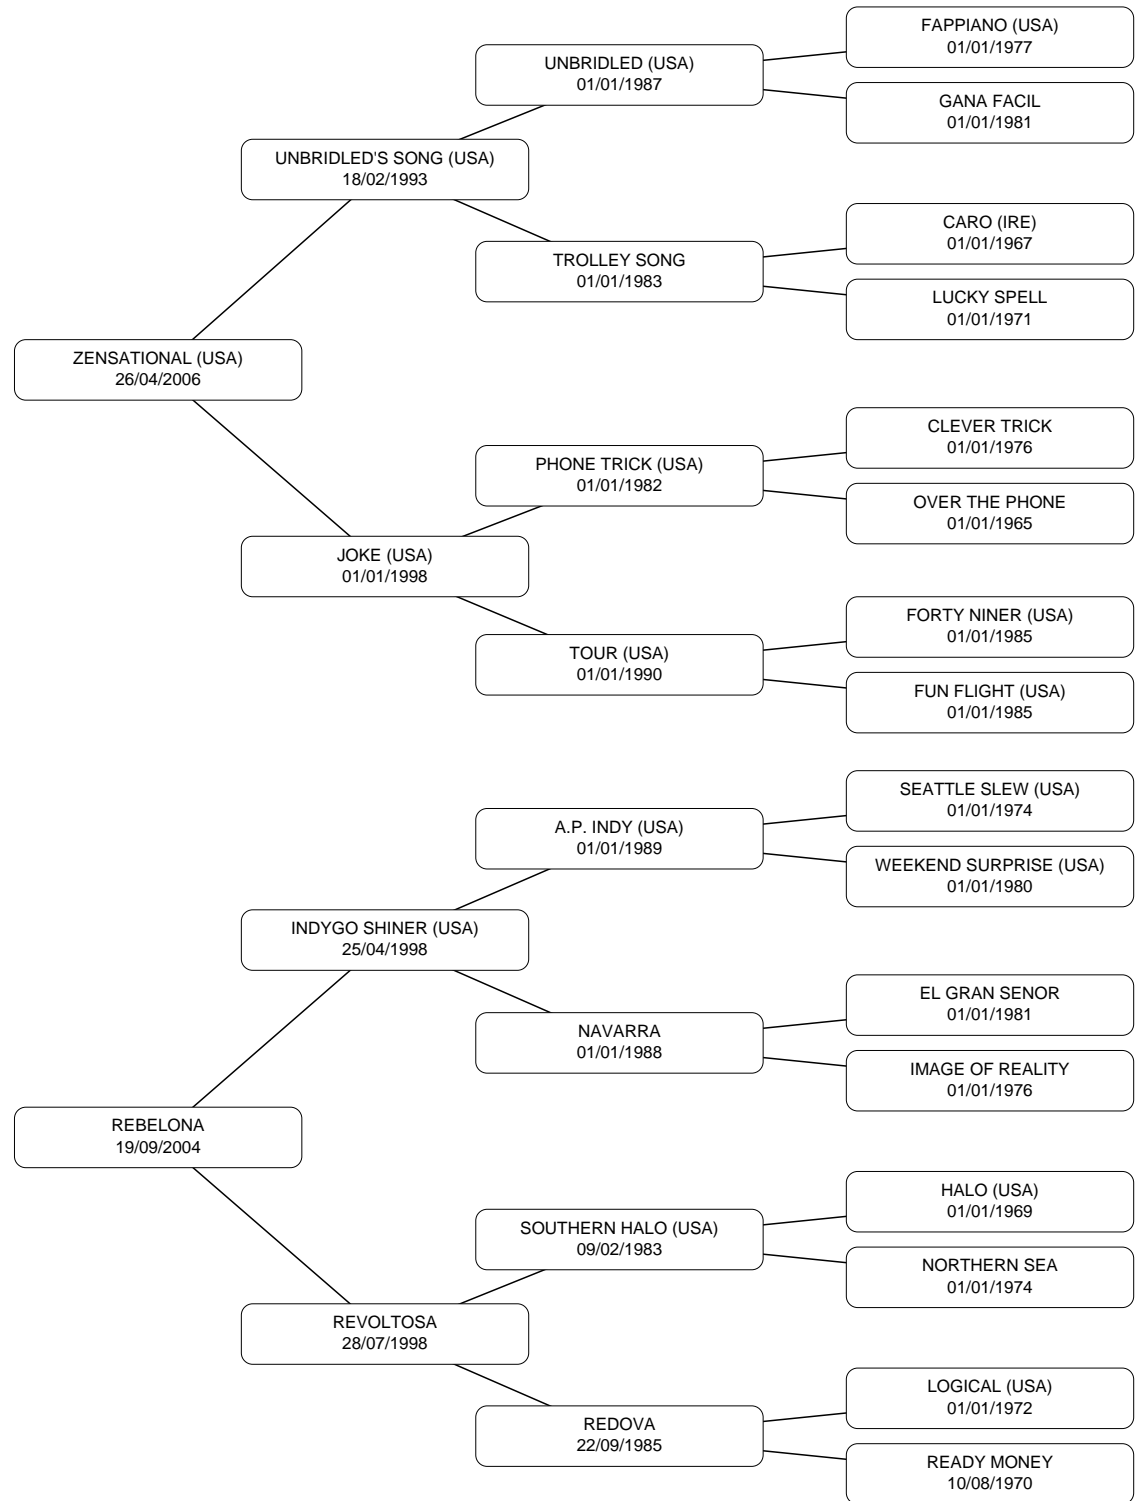 FAPPIANO (USA)
01/01/1977
UNBRIDLED (USA)
01/01/1987
GANA FACIL
01/01/1981
UNBRIDLED'S SONG (USA)
18/02/1993
CARO (IRE)
01/01/1967
TROLLEY SONG
01/01/1983
LUCKY SPELL
01/01/1971
ZENSATIONAL (USA)
26/04/2006
CLEVER TRICK
01/01/1976
PHONE TRICK (USA)
01/01/1982
OVER THE PHONE
01/01/1965
JOKE (USA)
01/01/1998
FORTY NINER (USA)
01/01/1985
TOUR (USA)
01/01/1990
FUN FLIGHT (USA)
01/01/1985
SEATTLE SLEW (USA)
01/01/1974
A.P. INDY (USA)
01/01/1989
WEEKEND SURPRISE (USA)
01/01/1980
INDYGO SHINER (USA)
25/04/1998
EL GRAN SENOR
01/01/1981
NAVARRA
01/01/1988
IMAGE OF REALITY
01/01/1976
REBELONA
19/09/2004
HALO (USA)
01/01/1969
SOUTHERN HALO (USA)
09/02/1983
NORTHERN SEA
01/01/1974
REVOLTOSA
28/07/1998
LOGICAL (USA)
01/01/1972
REDOVA
22/09/1985
READY MONEY
10/08/1970